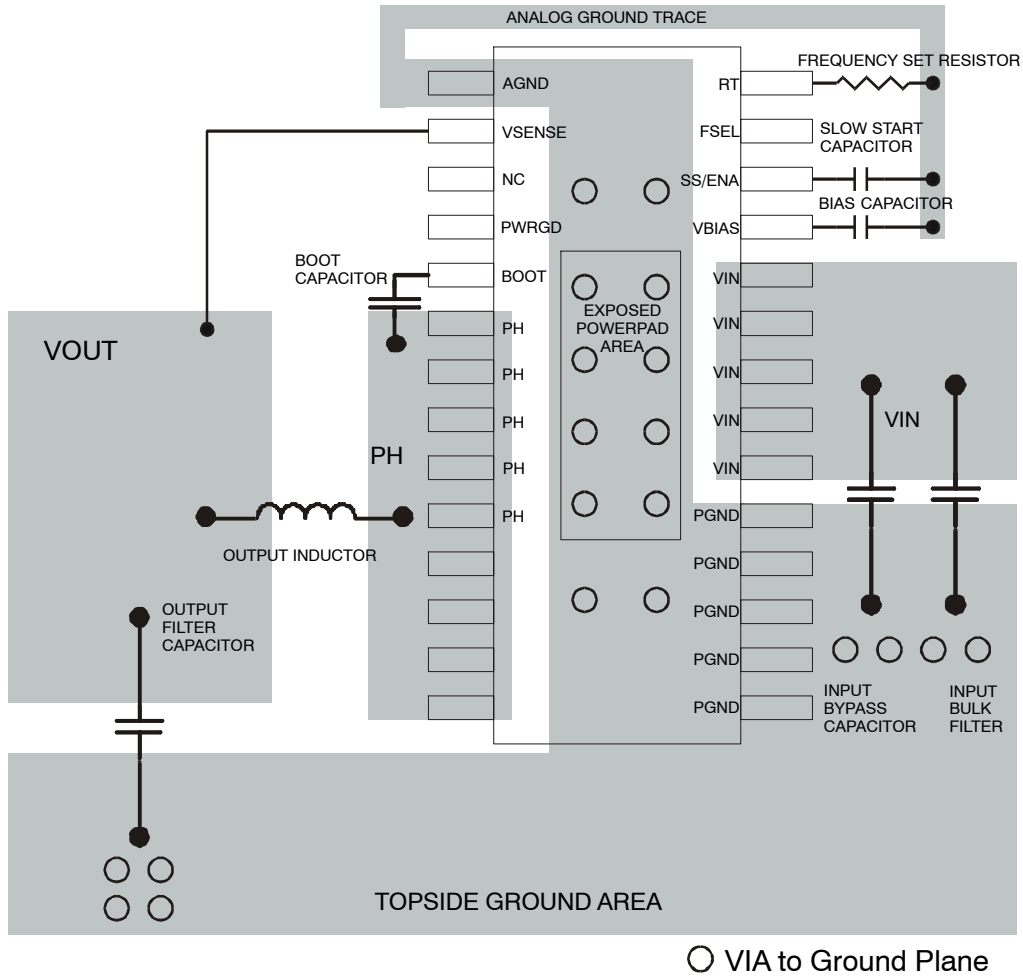 ANALOG GROUND TRACE
FREQUENCY SET RESISTOR
AGND
RT
VSENSE
FSEL
SLOW START
CAPACITOR
NC
SS/ENA
BIAS CAPACITOR
PWRGD
VBIAS
BOOT
CAPACITOR
BOOT
VIN
EXPOSED
POWERPAD
AREA
PH
VIN
VOUT
PH
VIN
PH
VIN
VIN
PH
PH
VIN
PH
PGND
OUTPUT INDUCTOR
PGND
OUTPUT
FILTER
CAPACITOR
PGND
PGND
PGND
INPUT
BYPASS
CAPACITOR
INPUT
BULK
FILTER
TOPSIDE GROUND AREA
VIA to Ground Plane